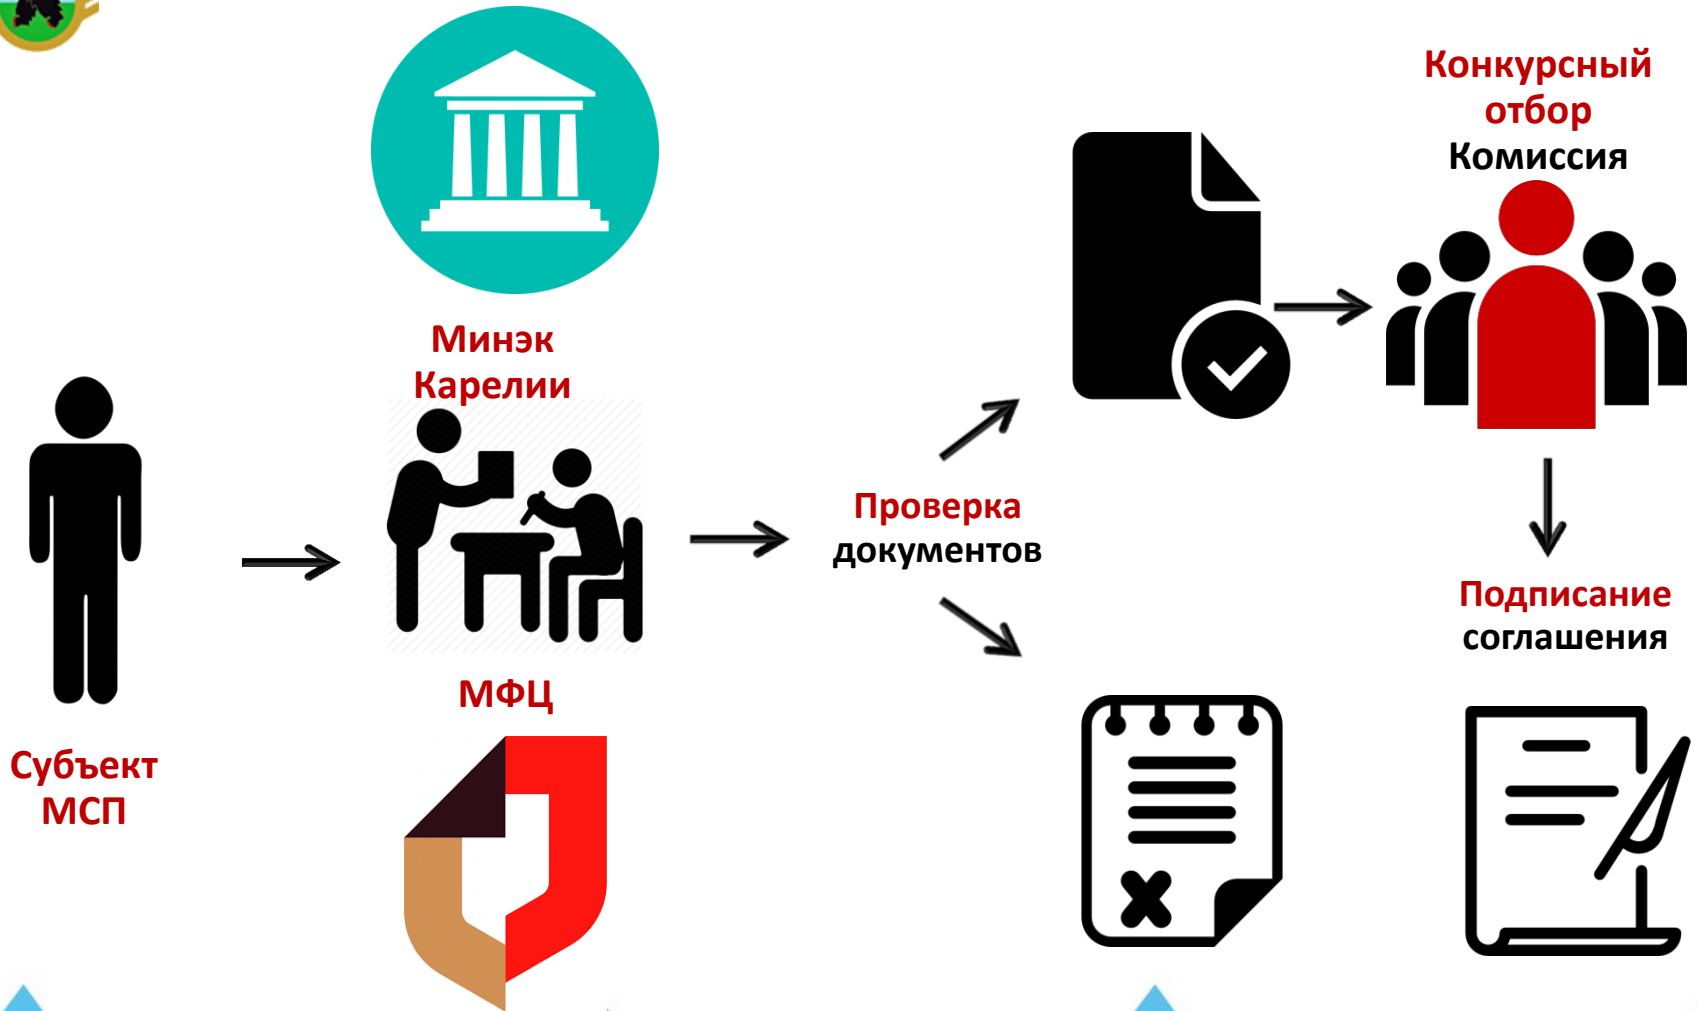 Субъект
МСП
Минэк
Карелии
МФЦ
Проверка
документов
Конкурсный
отбор
Комиссия
Подписание
соглашения